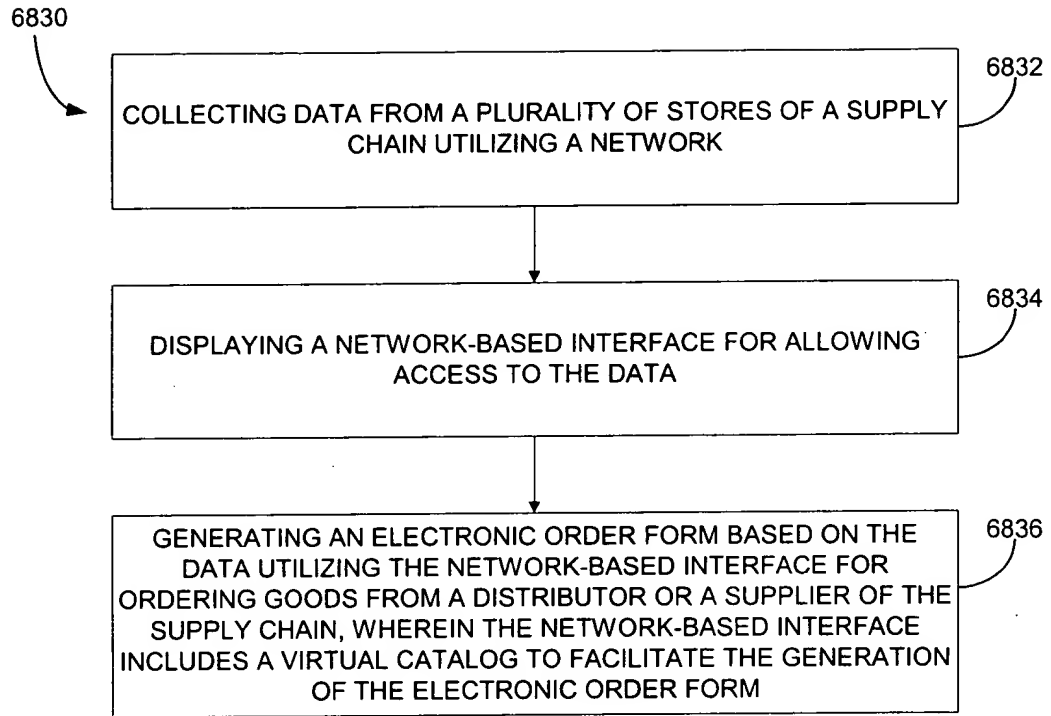 6830
6832
COLLECTING DATA FROM A PLURALITY OF STORES OF A SUPPLY
CHAIN UTILIZING A NETWORK
6834
DISPLAYING A NETWORK-BASED INTERFACE FOR ALLOWING
ACCESS TO THE DATA
6836
GENERATING AN ELECTRONIC ORDER FORM BASED ON THE
DATA UTILIZING THE NETWORK-BASED INTERFACE FOR
ORDERING GOODS FROM A DISTRIBUTOR OR A SUPPLIER OF THE
SUPPLY CHAIN, WHEREIN THE NETWORK-BASED INTERFACE
INCLUDES A VIRTUAL CATALOG TO FACILITATE THE GENERATION
OF THE ELECTRONIC ORDER FORM